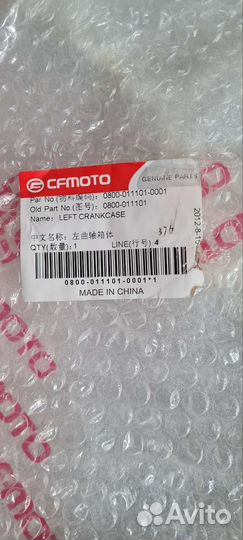 CFMOTO
GENUINE PARTS
Par No.(物料编码): 0800-011101-0001
Old Part No.(图号): 0800-011101
Name: LEFT CRANKCASE
中文名称: 左曲轴箱体
QTY(数量): 1 LINE(行号) 4
0800-011101-0001*1
MADE IN CHINA
Avito